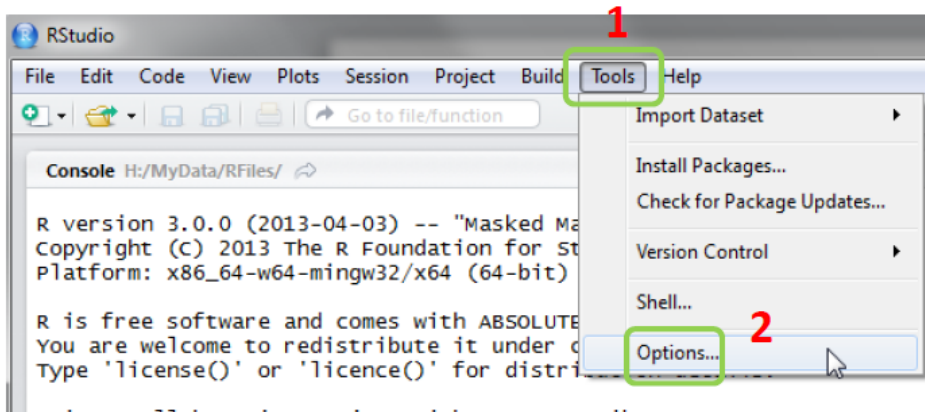 RStudio
1
File Edit Code View Plots Session Project Build Tools Help
Go to file/function
Import Dataset
Install Packages...
Check for Package Updates...
Version Control
Shell...
Options...
2
Console H:/MyData/RFiles/
R version 3.0.0 (2013-04-03) -- "Masked Ma
Copyright (C) 2013 The R Foundation for St
Platform: x86_64-w64-mingw32/x64 (64-bit)
R is free software and comes with ABSOLUTE
You are welcome to redistribute it under c
Type 'license()' or 'licence()' for distri